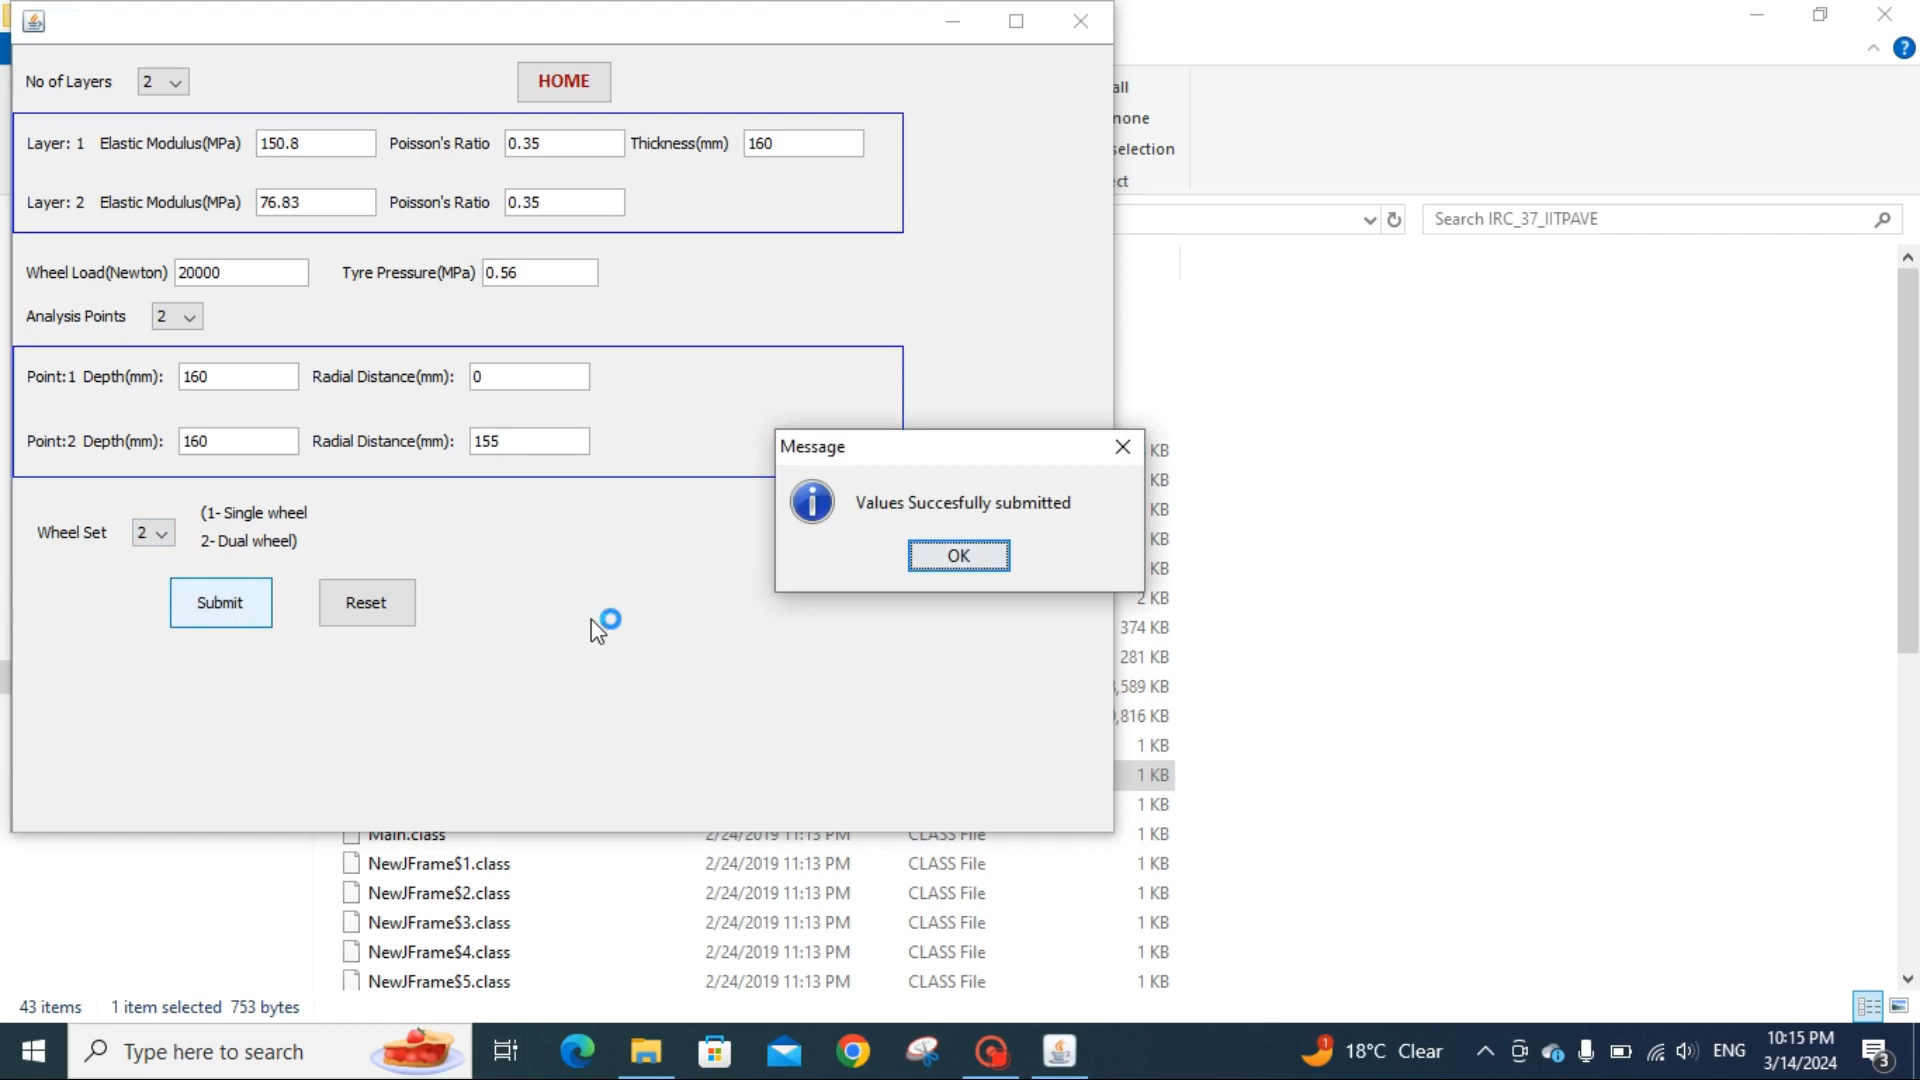 No of Layers 2 HOME
Layer: 1 Elastic Modulus(MPa) 150.8 Poisson's Ratio 0.35 Thickness(mm) 160
Layer: 2 Elastic Modulus(MPa) 76.83 Poisson's Ratio 0.35
Wheel Load(Newton) 20000 Tyre Pressure(MPa) 0.56
Analysis Points 2
Point:1 Depth(mm): 160 Radial Distance(mm): 0
Point:2 Depth(mm): 160 Radial Distance(mm): 155
Wheel Set 2 (1- Single wheel
2- Dual wheel)
Submit Reset
Message
Values Succesfully submitted
OK
all
none
selection
ect
Search IRC_37_IITPAVE
KB
KB
KB
KB
KB
2 KB
374 KB
281 KB
,589 KB
,816 KB
1 KB
1 KB
1 KB
Main.class 2/24/2019 11:13 PM CLASS File 1 KB
NewJFrame$1.class 2/24/2019 11:13 PM CLASS File 1 KB
NewJFrame$2.class 2/24/2019 11:13 PM CLASS File 1 KB
NewJFrame$3.class 2/24/2019 11:13 PM CLASS File 1 KB
NewJFrame$4.class 2/24/2019 11:13 PM CLASS File 1 KB
NewJFrame$5.class 2/24/2019 11:13 PM CLASS File 1 KB
43 items 1 item selected 753 bytes
Type here to search
1
18°C Clear
ENG
10:15 PM
3/14/2024
3